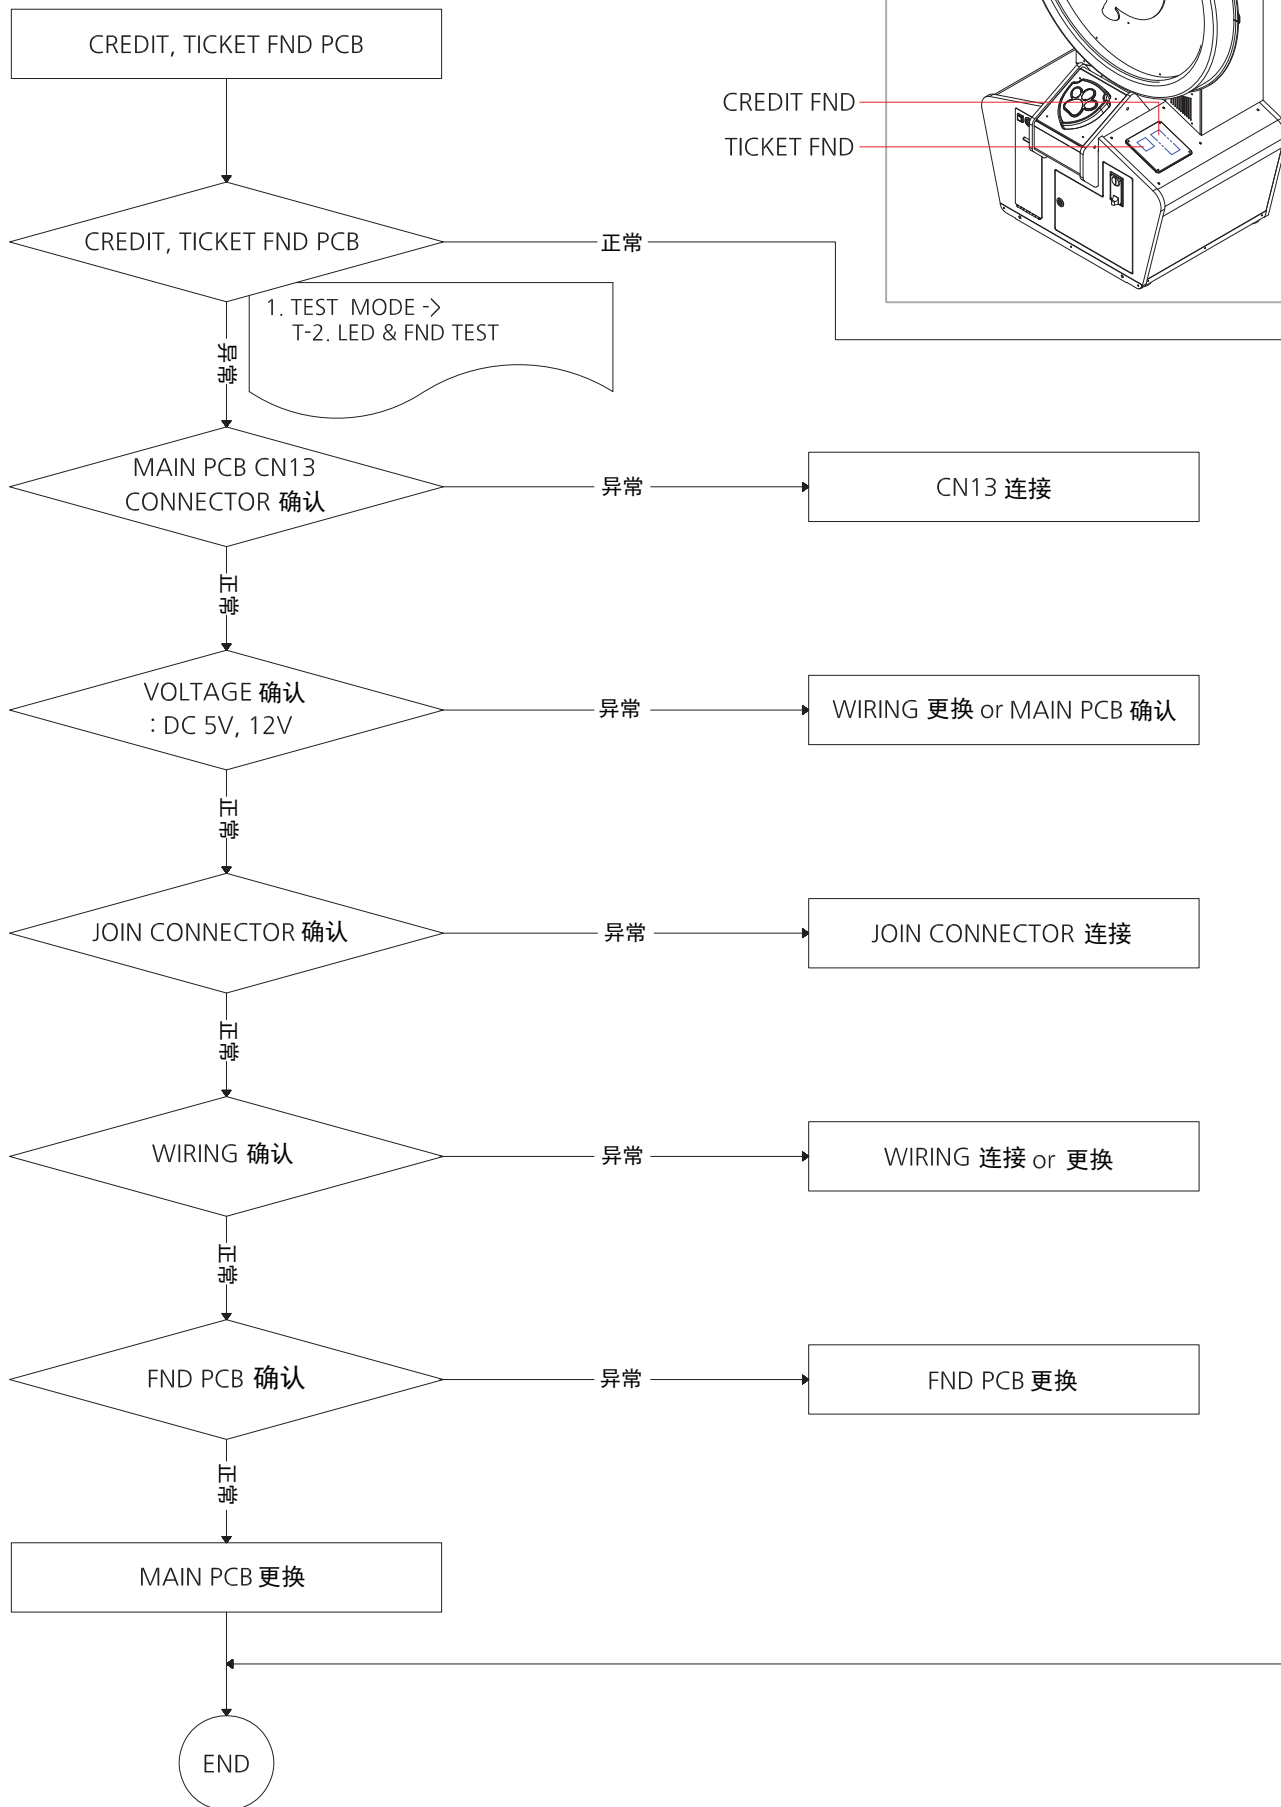 CREDIT, TICKET FND PCB
CREDIT FND
TICKET FND
CREDIT, TICKET FND PCB
正常
1. TEST MODE ->
T-2. LED & FND TEST
异常
MAIN PCB CN13
CONNECTOR 确认
异常
CN13 连接
正常
VOLTAGE 确认
: DC 5V, 12V
异常
WIRING 更换 or MAIN PCB 确认
正常
JOIN CONNECTOR 确认
异常
JOIN CONNECTOR 连接
正常
WIRING 确认
异常
WIRING 连接 or 更换
正常
FND PCB 确认
异常
FND PCB 更换
正常
MAIN PCB 更换
END